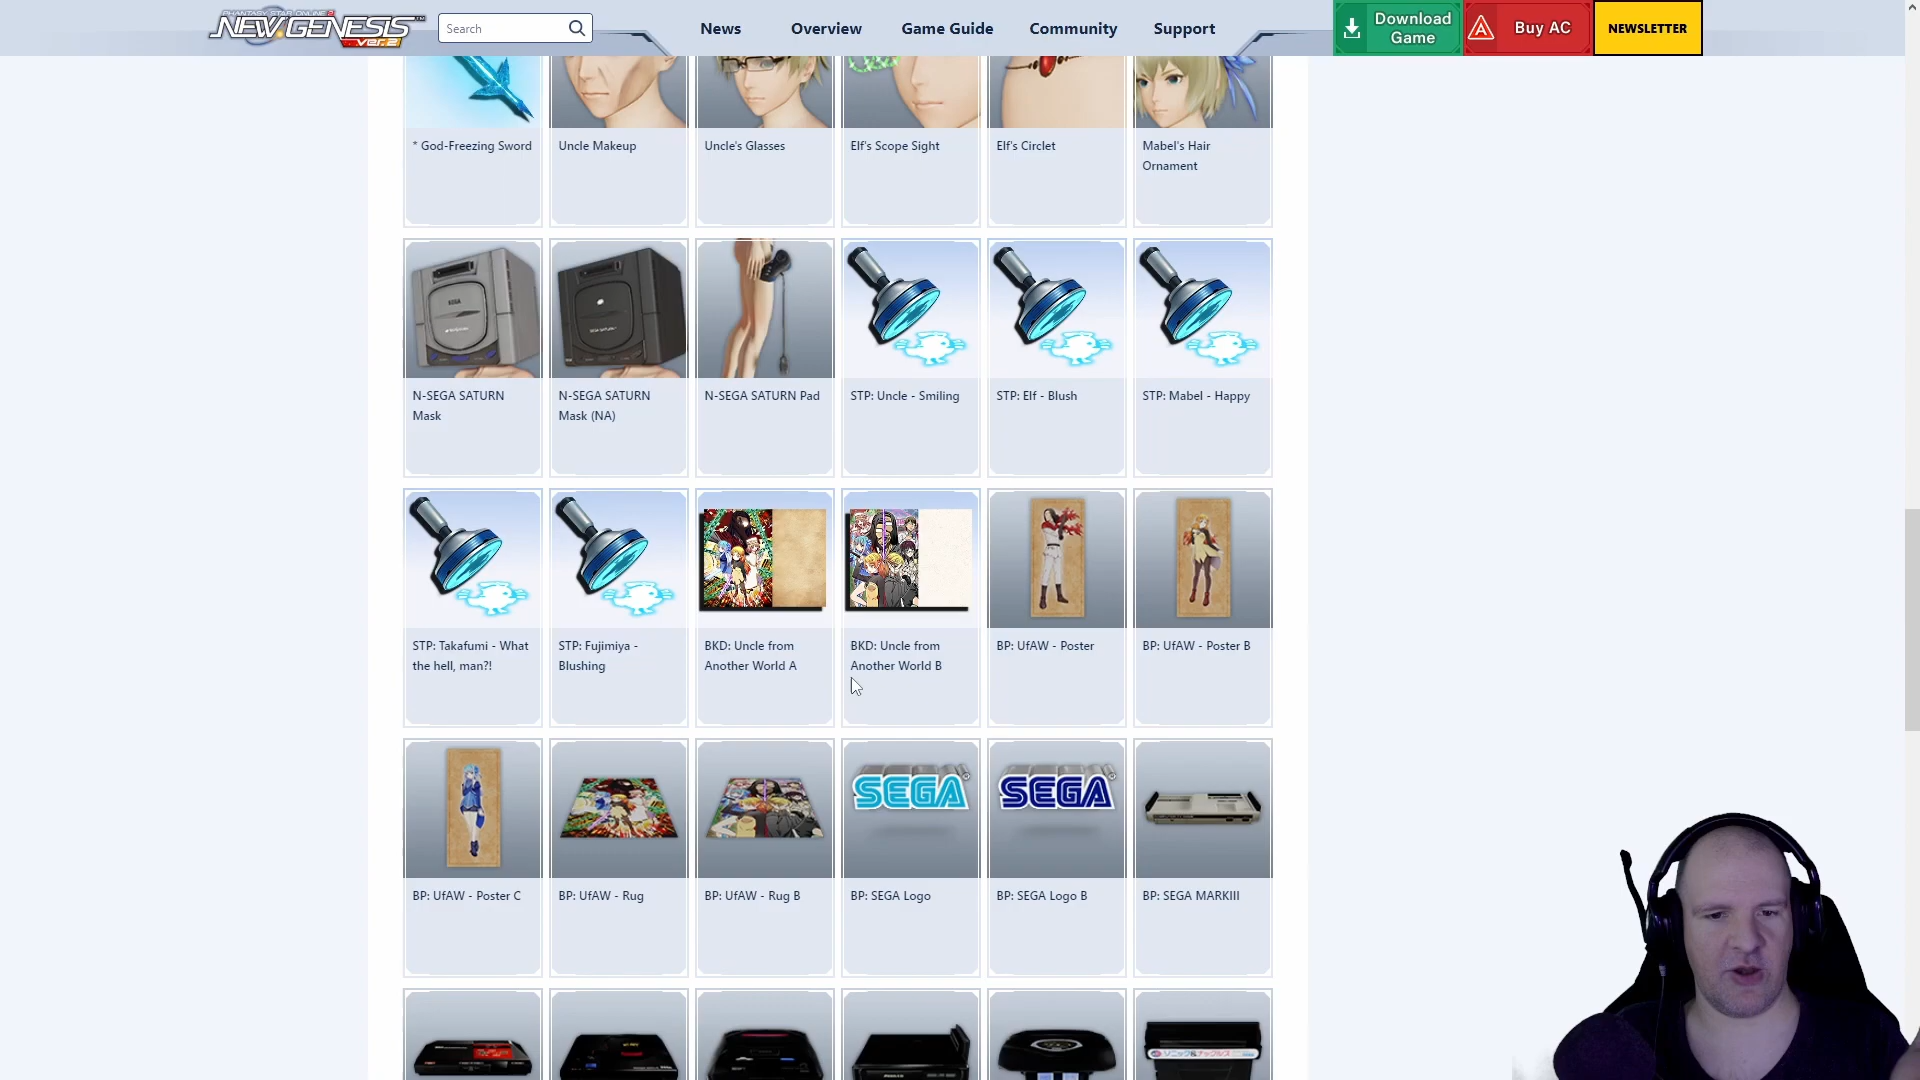 PHANTASY STAR ONLINE 2
NEW GENESIS
ver.2
Search
News
Overview
Game Guide
Community
Support
Download
Game
Buy AC
NEWSLETTER
* God-Freezing Sword
Uncle Makeup
Uncle's Glasses
Elf's Scope Sight
Elf's Circlet
Mabel's Hair
Ornament
SEGA
N-SEGA SATURN
Mask
N-SEGA SATURN
Mask (NA)
N-SEGA SATURN Pad
STP: Uncle - Smiling
STP: Elf - Blush
STP: Mabel - Happy
STP: Takafumi - What
the hell, man?!
STP: Fujimiya -
Blushing
BKD: Uncle from
Another World A
BKD: Uncle from
Another World B
BP: UfAW - Poster
BP: UfAW - Poster B
SEGA
SEGA
BP: UfAW - Poster C
BP: UfAW - Rug
BP: UfAW - Rug B
BP: SEGA Logo
BP: SEGA Logo B
BP: SEGA MARKIII